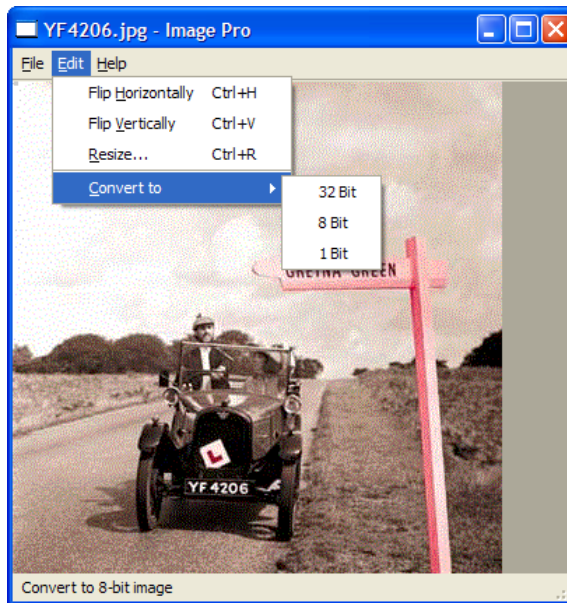 YF4206.jpg - Image Pro
File Edit Help
Flip Horizontally Ctrl+H
Flip Vertically Ctrl+V
Resize... Ctrl+R
Convert to
32 Bit
8 Bit
1 Bit
GRETNA GREEN
L
YF 4206
Convert to 8-bit image